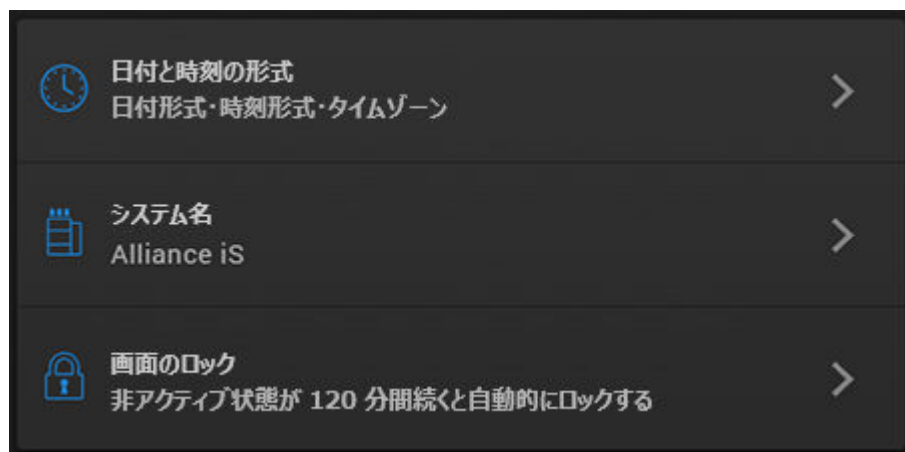 日付と時刻の形式
日付形式・時刻形式・タイムゾーン
システム名
Alliance iS
画面のロック
非アクティブ状態が 120 分間続くと自動的にロックする